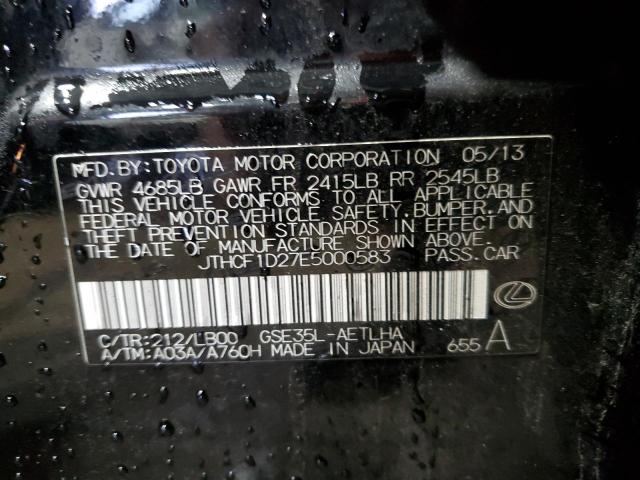 MFD.BY:TOYOTA MOTOR CORPORATION 05/13
GVWR 4685LB GAWR FR 2415LB RR 2545LB
THIS VEHICLE CONFORMS TO ALL APPLICABLE
FEDERAL MOTOR VEHICLE SAFETY,BUMPER,AND
THEFT PREVENTION STANDARDS IN EFFECT ON
THE DATE OF MANUFACTURE SHOWN ABOVE.
JTHCF1D27E5000583 PASS.CAR
C/TR:212/LB00 GSE35L-AETLHA
A/TM:A03A/A760H MADE IN JAPAN 655 A